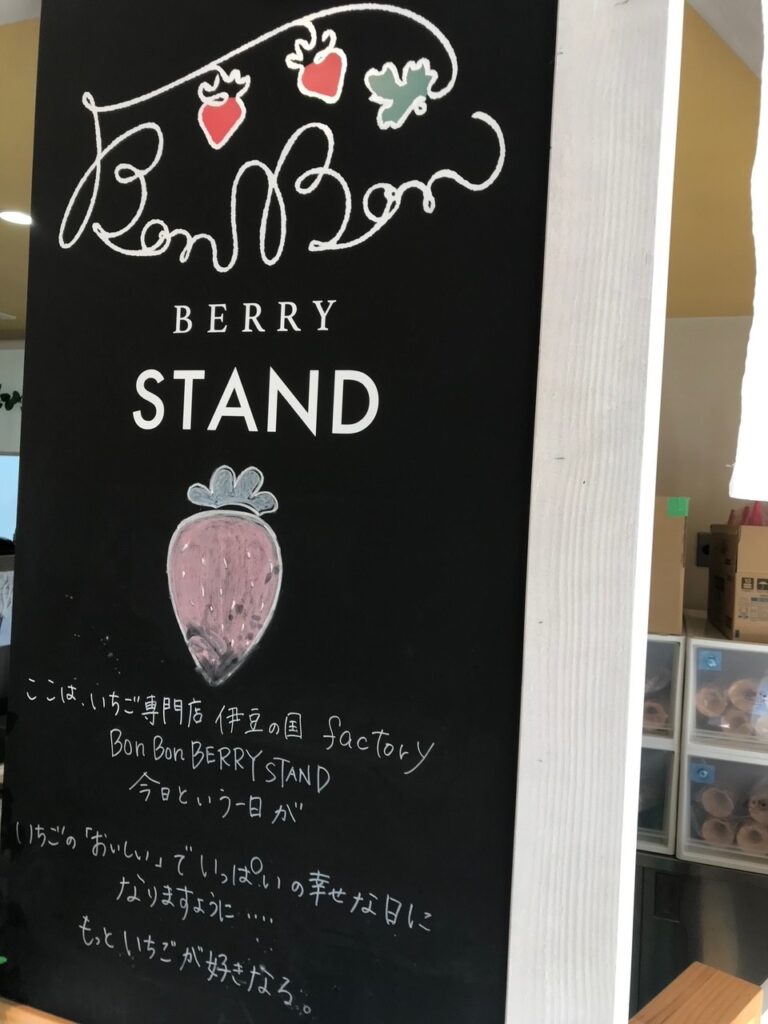 BonBon
BERRY
STAND
ここは、いちご専門店 伊豆の国 factory
Bon Bon BERRY STAND
今日という一日が
いちごの「おいしい」でいっぱいの幸せな日に
なりますように....
もっといちごが好きなる。